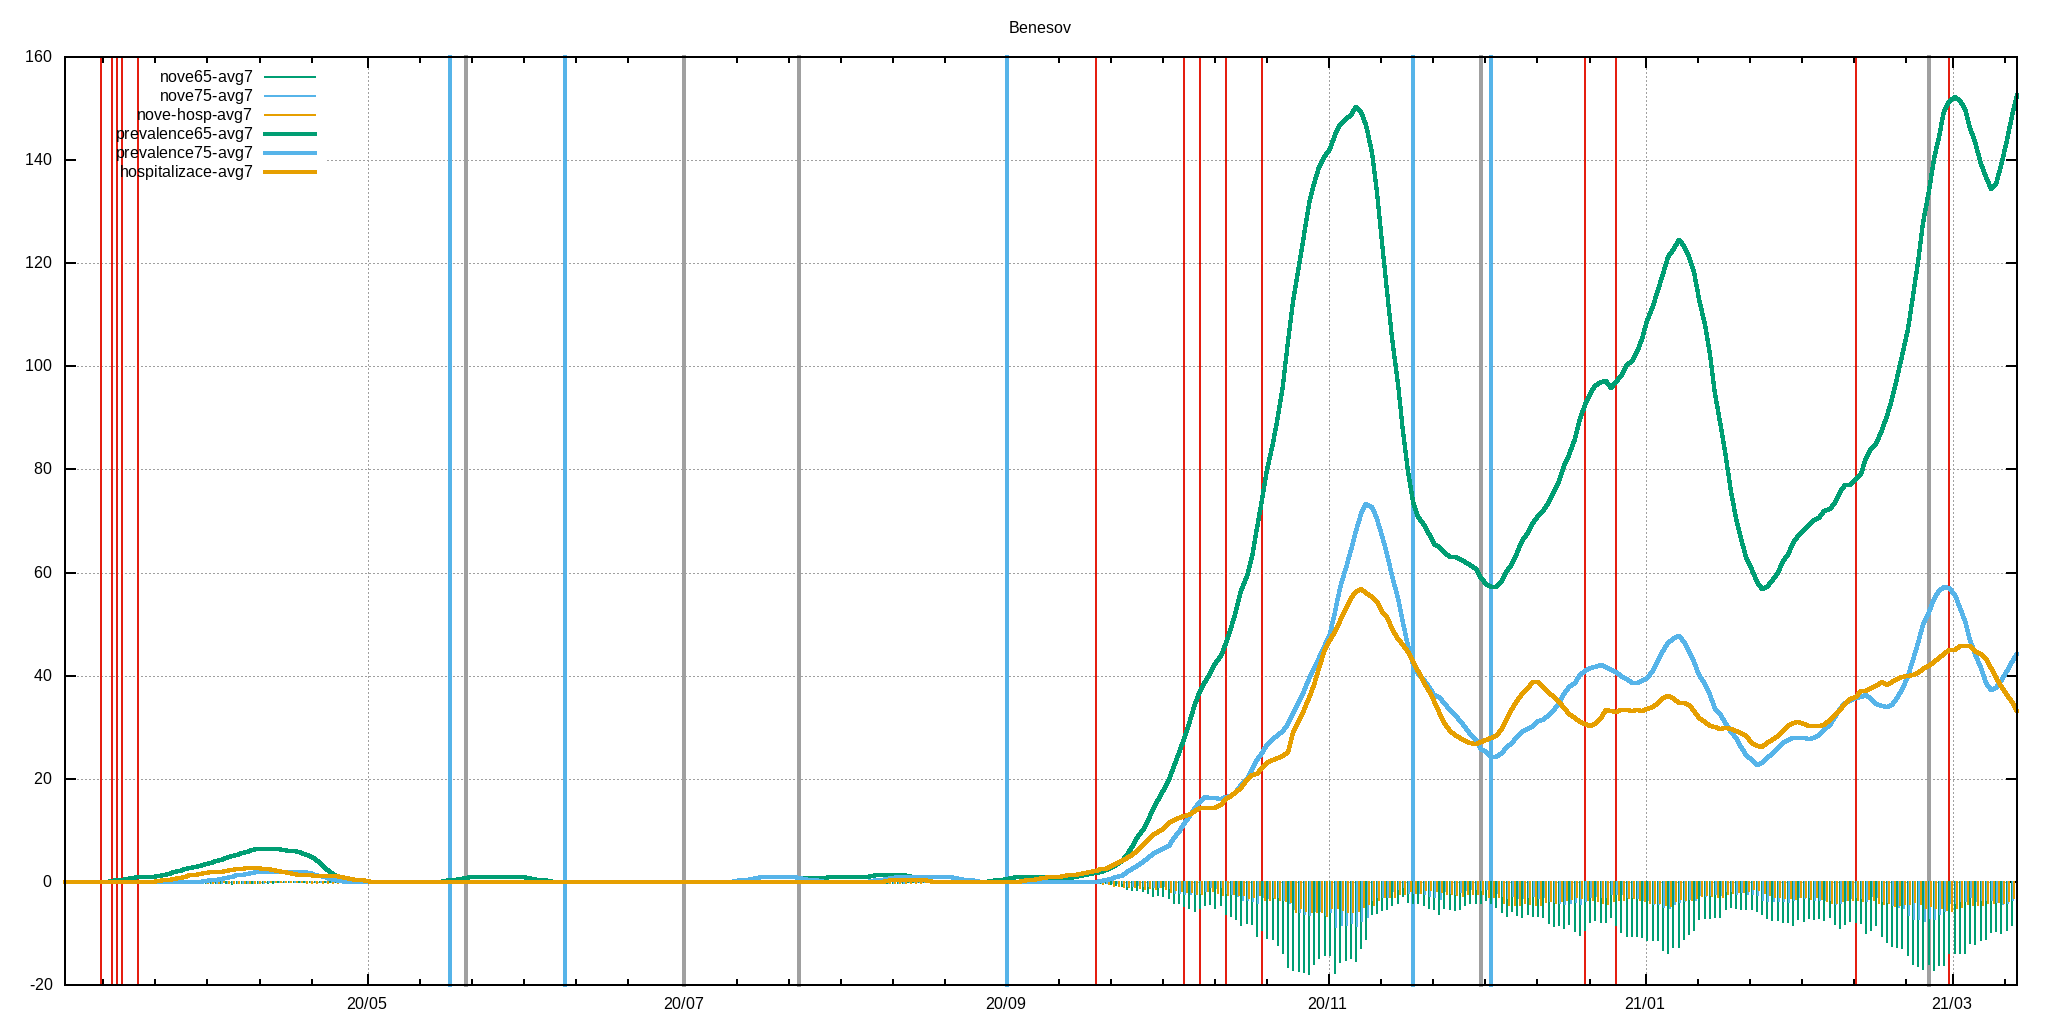 Benesov
160
140
120
100
80
60
40
20
0
-20
nove65-avg7
nove75-avg7
nove-hosp-avg7
prevalence65-avg7
prevalence75-avg7
hospitalizace-avg7
20/05
20/07
20/09
20/11
21/01
21/03